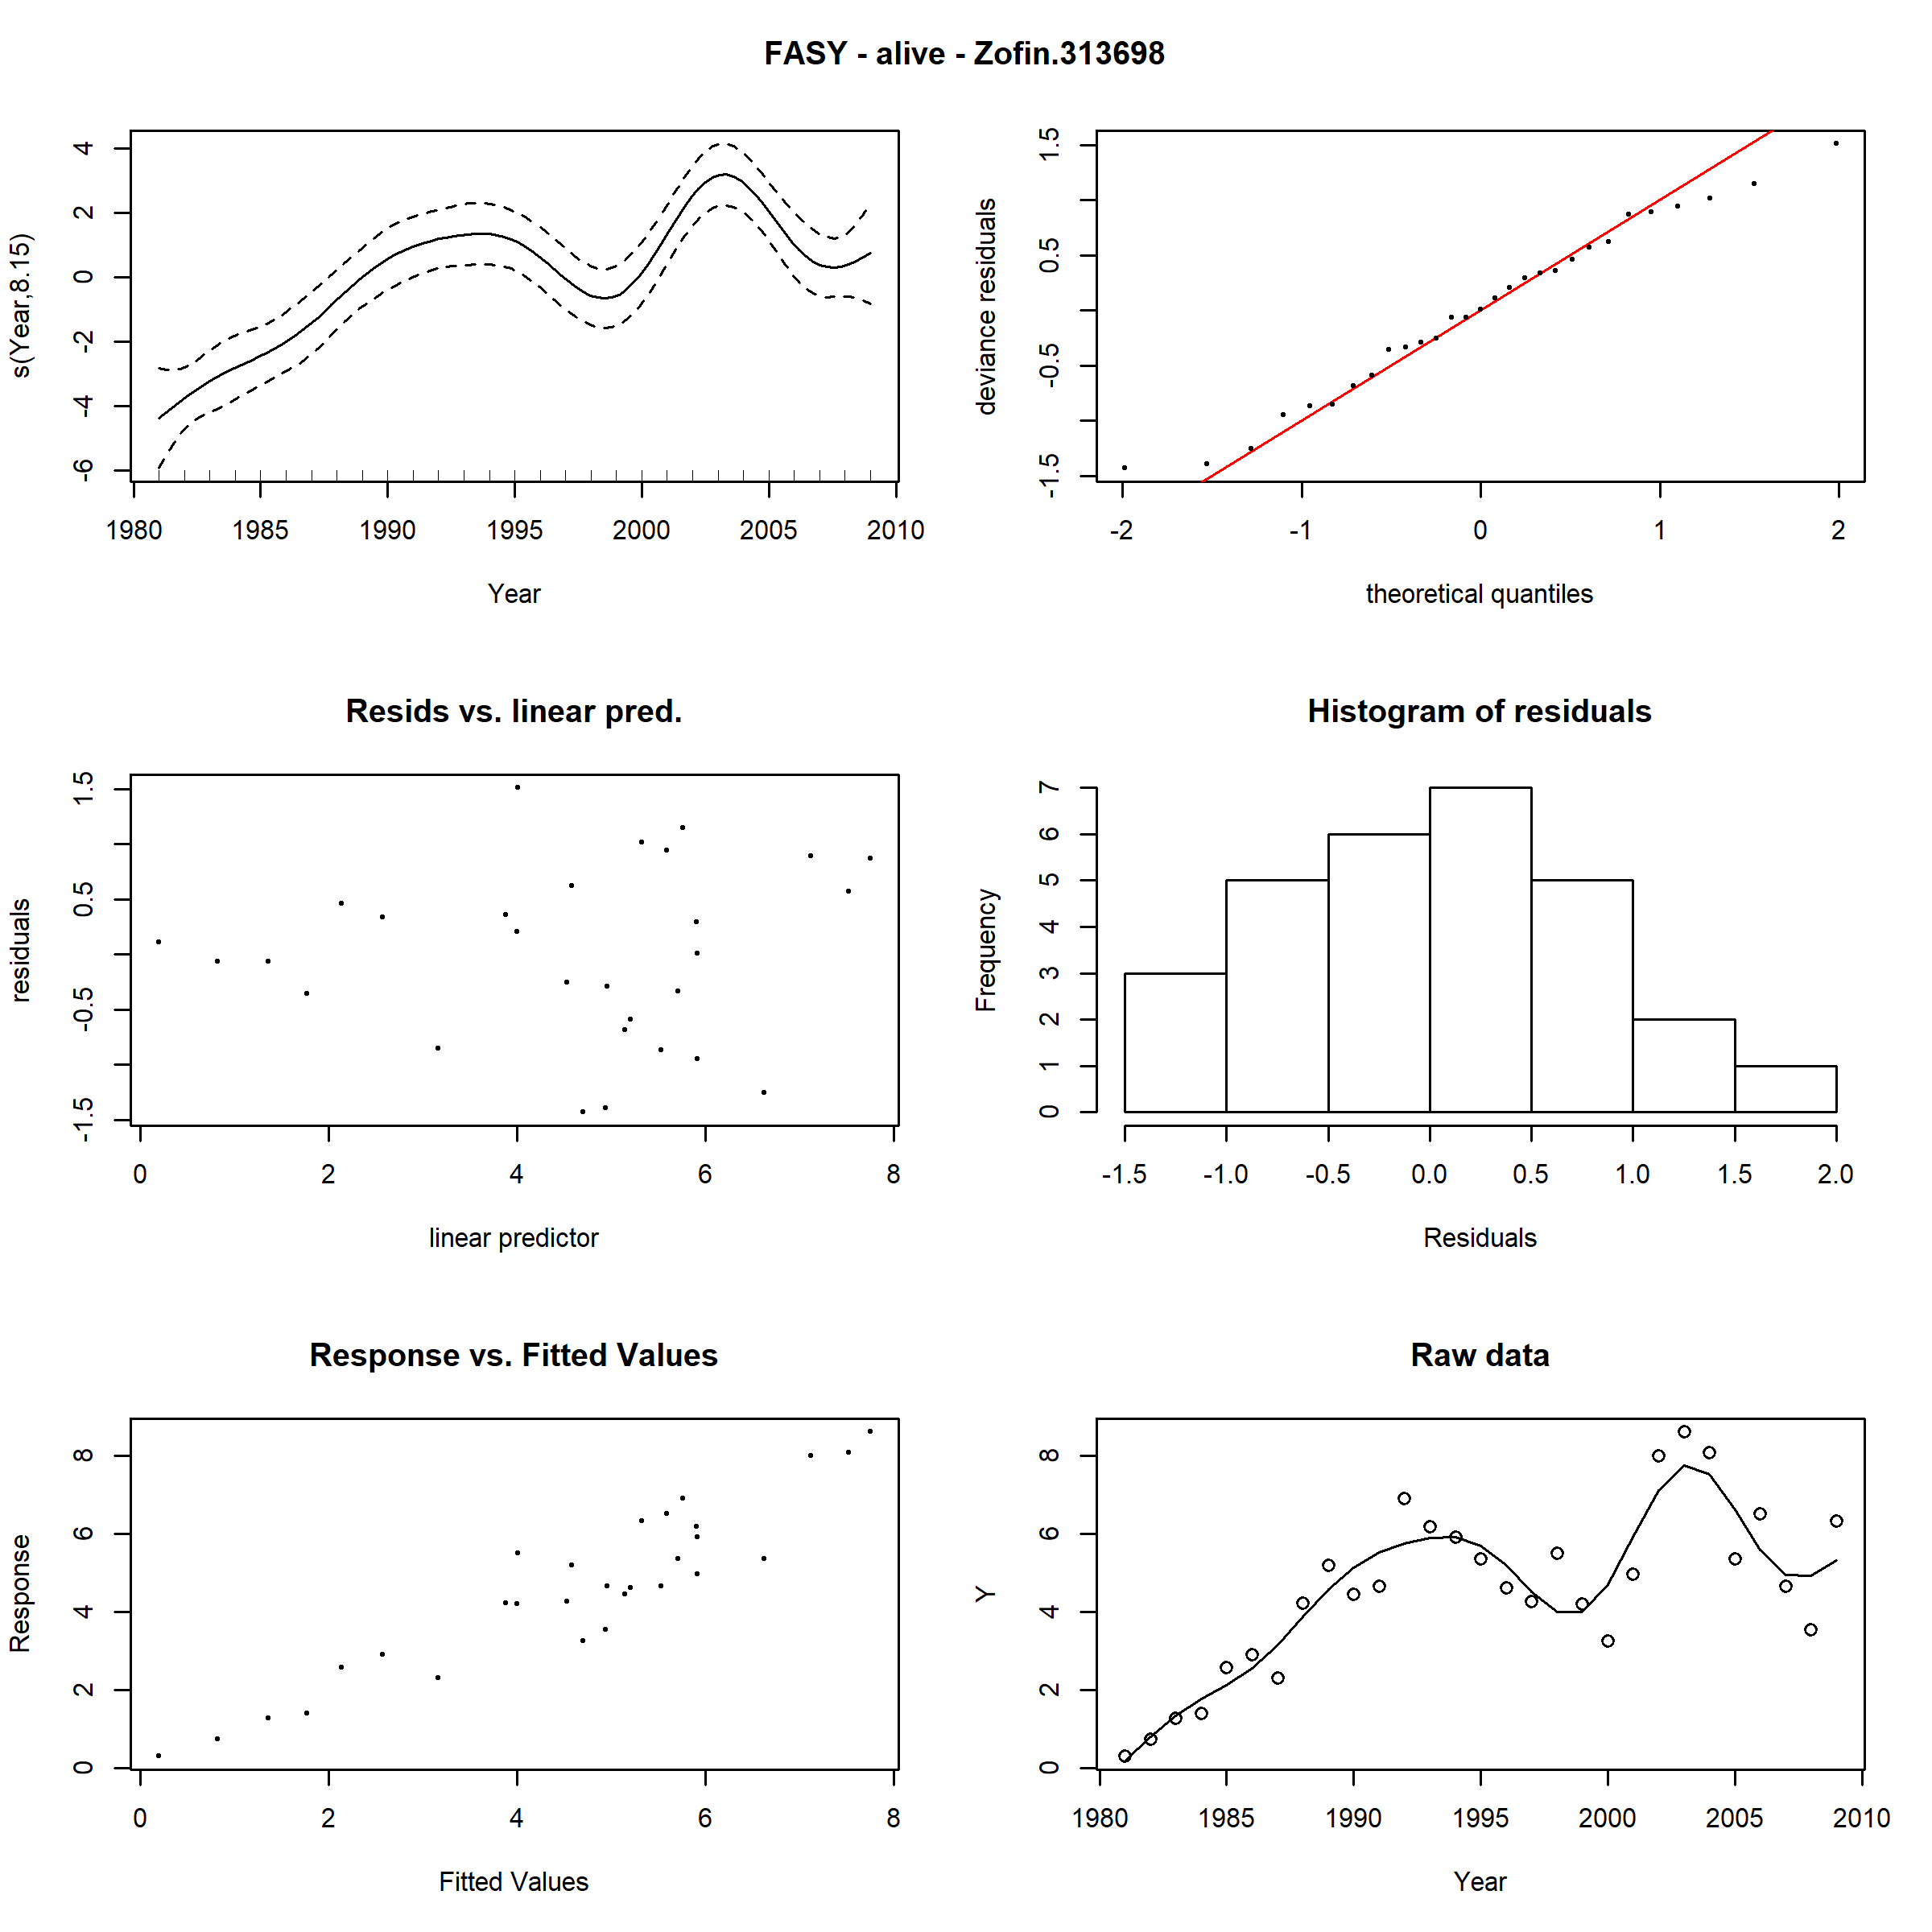 FASY - alive - Zofin.313698
s(Year,8.15)
4
2
0
-2
-4
-6
1980 1985 1990 1995 2000 2005 2010
Year
deviance residuals
1.5
0.5
-0.5
-1.5
-2 -1 0 1 2
theoretical quantiles
Resids vs. linear pred.
residuals
1.5
0.5
-0.5
-1.5
0 2 4 6 8
linear predictor
Histogram of residuals
Frequency
7
6
5
4
3
2
1
0
-1.5 -1.0 -0.5 0.0 0.5 1.0 1.5 2.0
Residuals
Response vs. Fitted Values
Response
8
6
4
2
0
0 2 4 6 8
Fitted Values
Raw data
Y
8
6
4
2
0
1980 1985 1990 1995 2000 2005 2010
Year